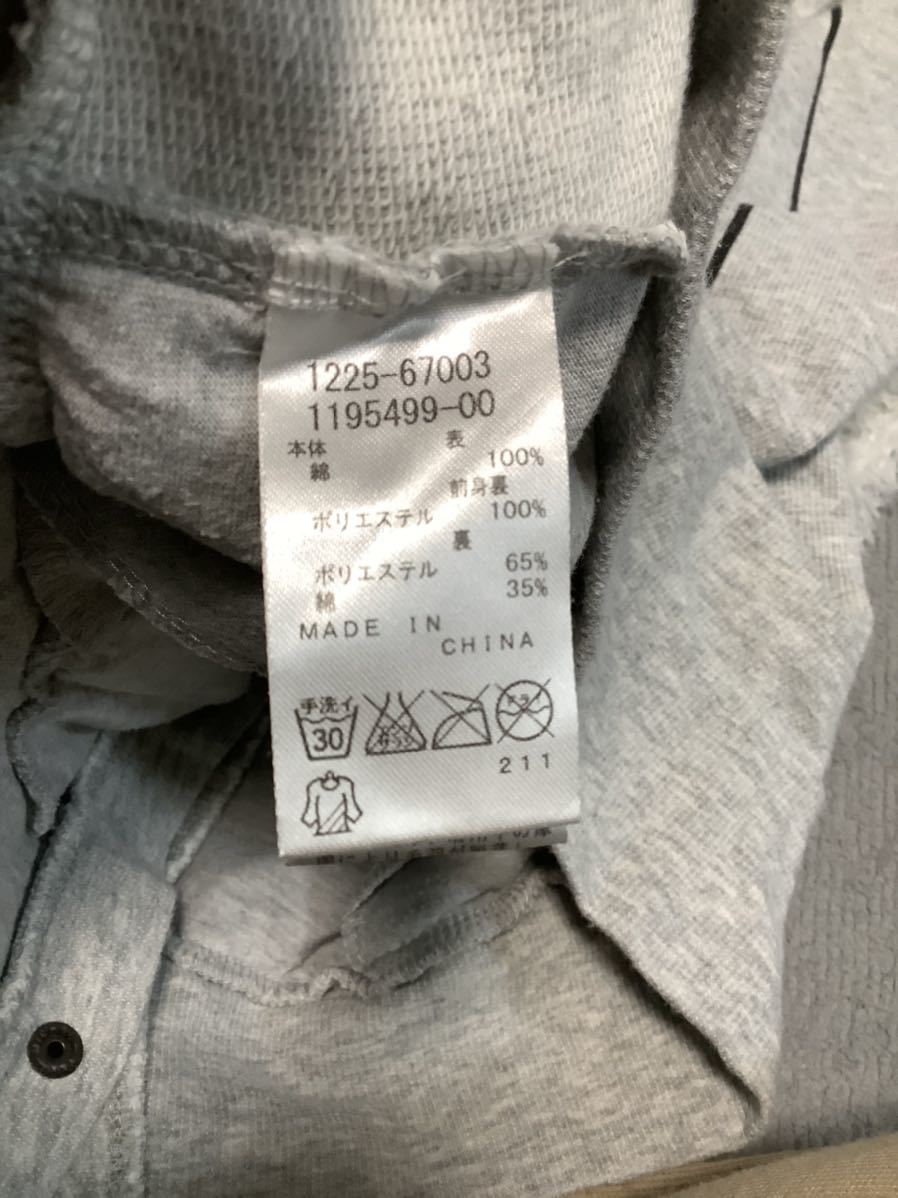 1225-67003
1195499-00
本体 表
綿 100%
前身裏
ポリエステル 100%
裏
ポリエステル 65%
綿 35%
MADE IN
CHINA
手洗イ
30
211